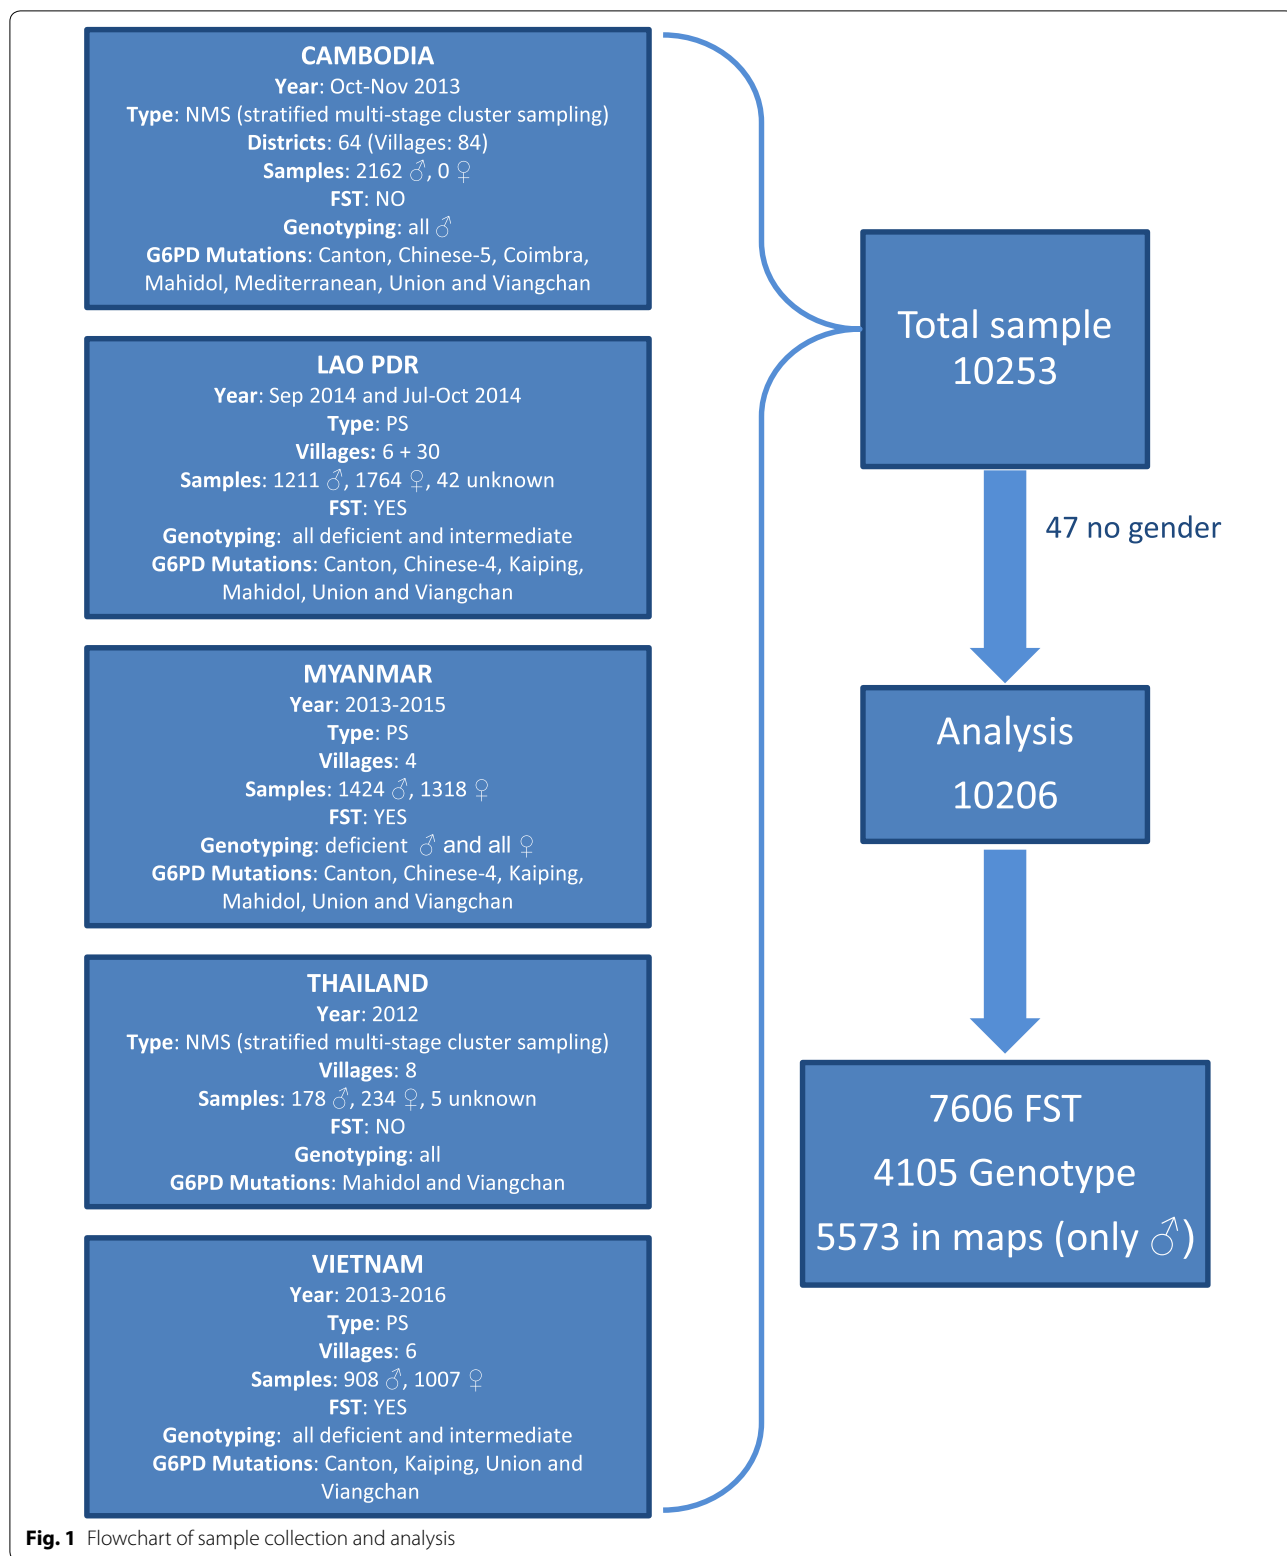 CAMBODIA
Year: Oct-Nov 2013
Type: NMS (stratified multi-stage cluster sampling)
Districts: 64 (Villages: 84)
Samples: 2162 ♂, 0 ♀
FST: NO
Genotyping: all ♂
G6PD Mutations: Canton, Chinese-5, Coimbra,
Mahidol, Mediterranean, Union and Viangchan
LAO PDR
Year: Sep 2014 and Jul-Oct 2014
Type: PS
Villages: 6 + 30
Samples: 1211 ♂, 1764 ♀, 42 unknown
FST: YES
Genotyping: all deficient and intermediate
G6PD Mutations: Canton, Chinese-4, Kaiping,
Mahidol, Union and Viangchan
MYANMAR
Year: 2013-2015
Type: PS
Villages: 4
Samples: 1424 ♂, 1318 ♀
FST: YES
Genotyping: deficient ♂ and all ♀
G6PD Mutations: Canton, Chinese-4, Kaiping,
Mahidol, Union and Viangchan
THAILAND
Year: 2012
Type: NMS (stratified multi-stage cluster sampling)
Villages: 8
Samples: 178 ♂, 234 ♀, 5 unknown
FST: NO
Genotyping: all
G6PD Mutations: Mahidol and Viangchan
VIETNAM
Year: 2013-2016
Type: PS
Villages: 6
Samples: 908 ♂, 1007 ♀
FST: YES
Genotyping: all deficient and intermediate
G6PD Mutations: Canton, Kaiping, Union and
Viangchan
Total sample
10253
47 no gender
Analysis
10206
7606 FST
4105 Genotype
5573 in maps (only ♂)
Fig. 1 Flowchart of sample collection and analysis